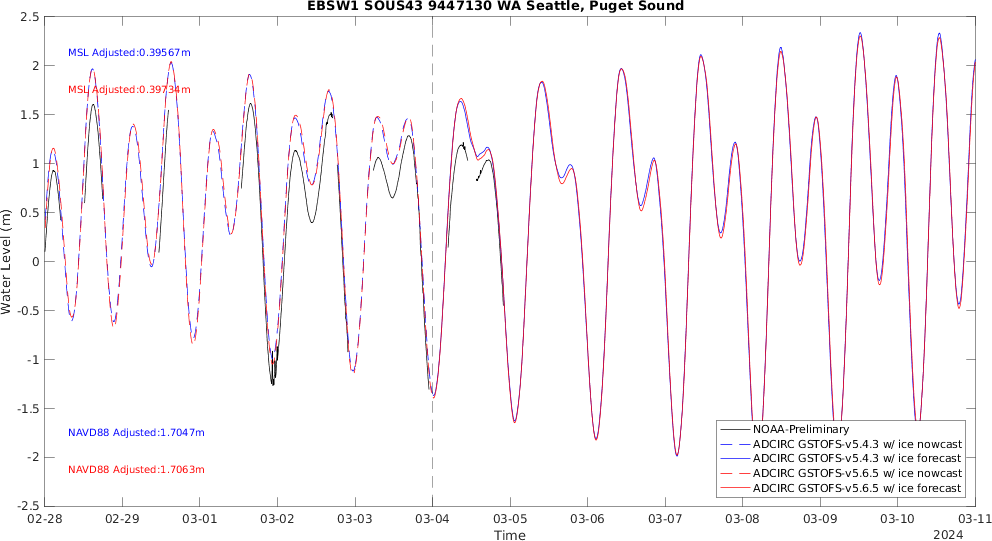 EBSW1 SOUS43 9447130 WA Seattle, Puget Sound
2.5
2
1.5
1
0.5
0
-0.5
-1
-1.5
-2
-2.5
Water Level (m)
MSL Adjusted:0.39567m
MSL Adjusted:0.39734m
NAVD88 Adjusted:1.7047m
NAVD88 Adjusted:1.7063m
NOAA-Preliminary
ADCIRC GSTOFS-v5.4.3 w/ ice nowcast
ADCIRC GSTOFS-v5.4.3 w/ ice forecast
ADCIRC GSTOFS-v5.6.5 w/ ice nowcast
ADCIRC GSTOFS-v5.6.5 w/ ice forecast
02-28 02-29 03-01 03-02 03-03 03-04 03-05 03-06 03-07 03-08 03-09 03-10 03-11
Time
2024